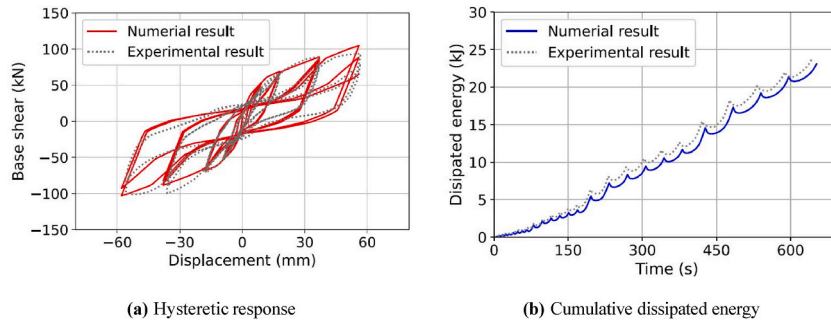 150
100
50
0
−50
−100
−150
Base shear (kN)
Numerical result
Experimental result
−60 −30 0 30 60
Displacement (mm)
(a) Hysteretic response
30
25
20
15
10
5
0
Disipated energy (kJ)
Numerial result
Experimental result
0 150 300 450 600
Time (s)
(b) Cumulative dissipated energy